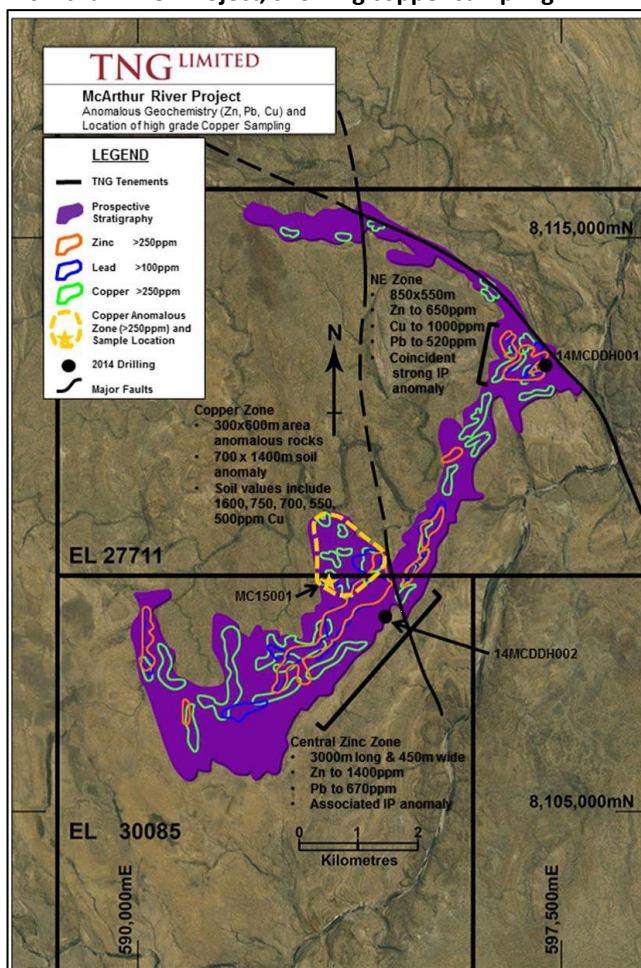 TNG LIMITED
McArthur River Project
Anomalous Geochemistry (Zn, Pb, Cu) and
Location of high grade Copper Sampling
LEGEND
TNG Tenements
Prospective
Stratigraphy
Zinc >250ppm
Lead >100ppm
Copper >250ppm
Copper Anomalous
Zone (>250ppm) and
Sample Location
2014 Drilling
Major Faults
8,115,000mN
NE Zone
• 850x550m
• Zn to 650ppm
• Cu to 1000ppm
• Pb to 520ppm
• Coincident
strong IP
anomaly
14MCDDH001
N
Copper Zone
• 300x600m area
anomalous rocks
• 700 x 1400m soil
anomaly
• Soil values include
1600, 750, 700, 550,
500ppm Cu
EL 27711
MC15001
14MCDDH002
Central Zinc Zone
• 3000m long & 450m wide
• Zn to 1400ppm
• Pb to 670ppm
• Associated IP anomaly
8,105,000mN
EL 30085
0 1 2
Kilometres
590,000mE
597,500mE